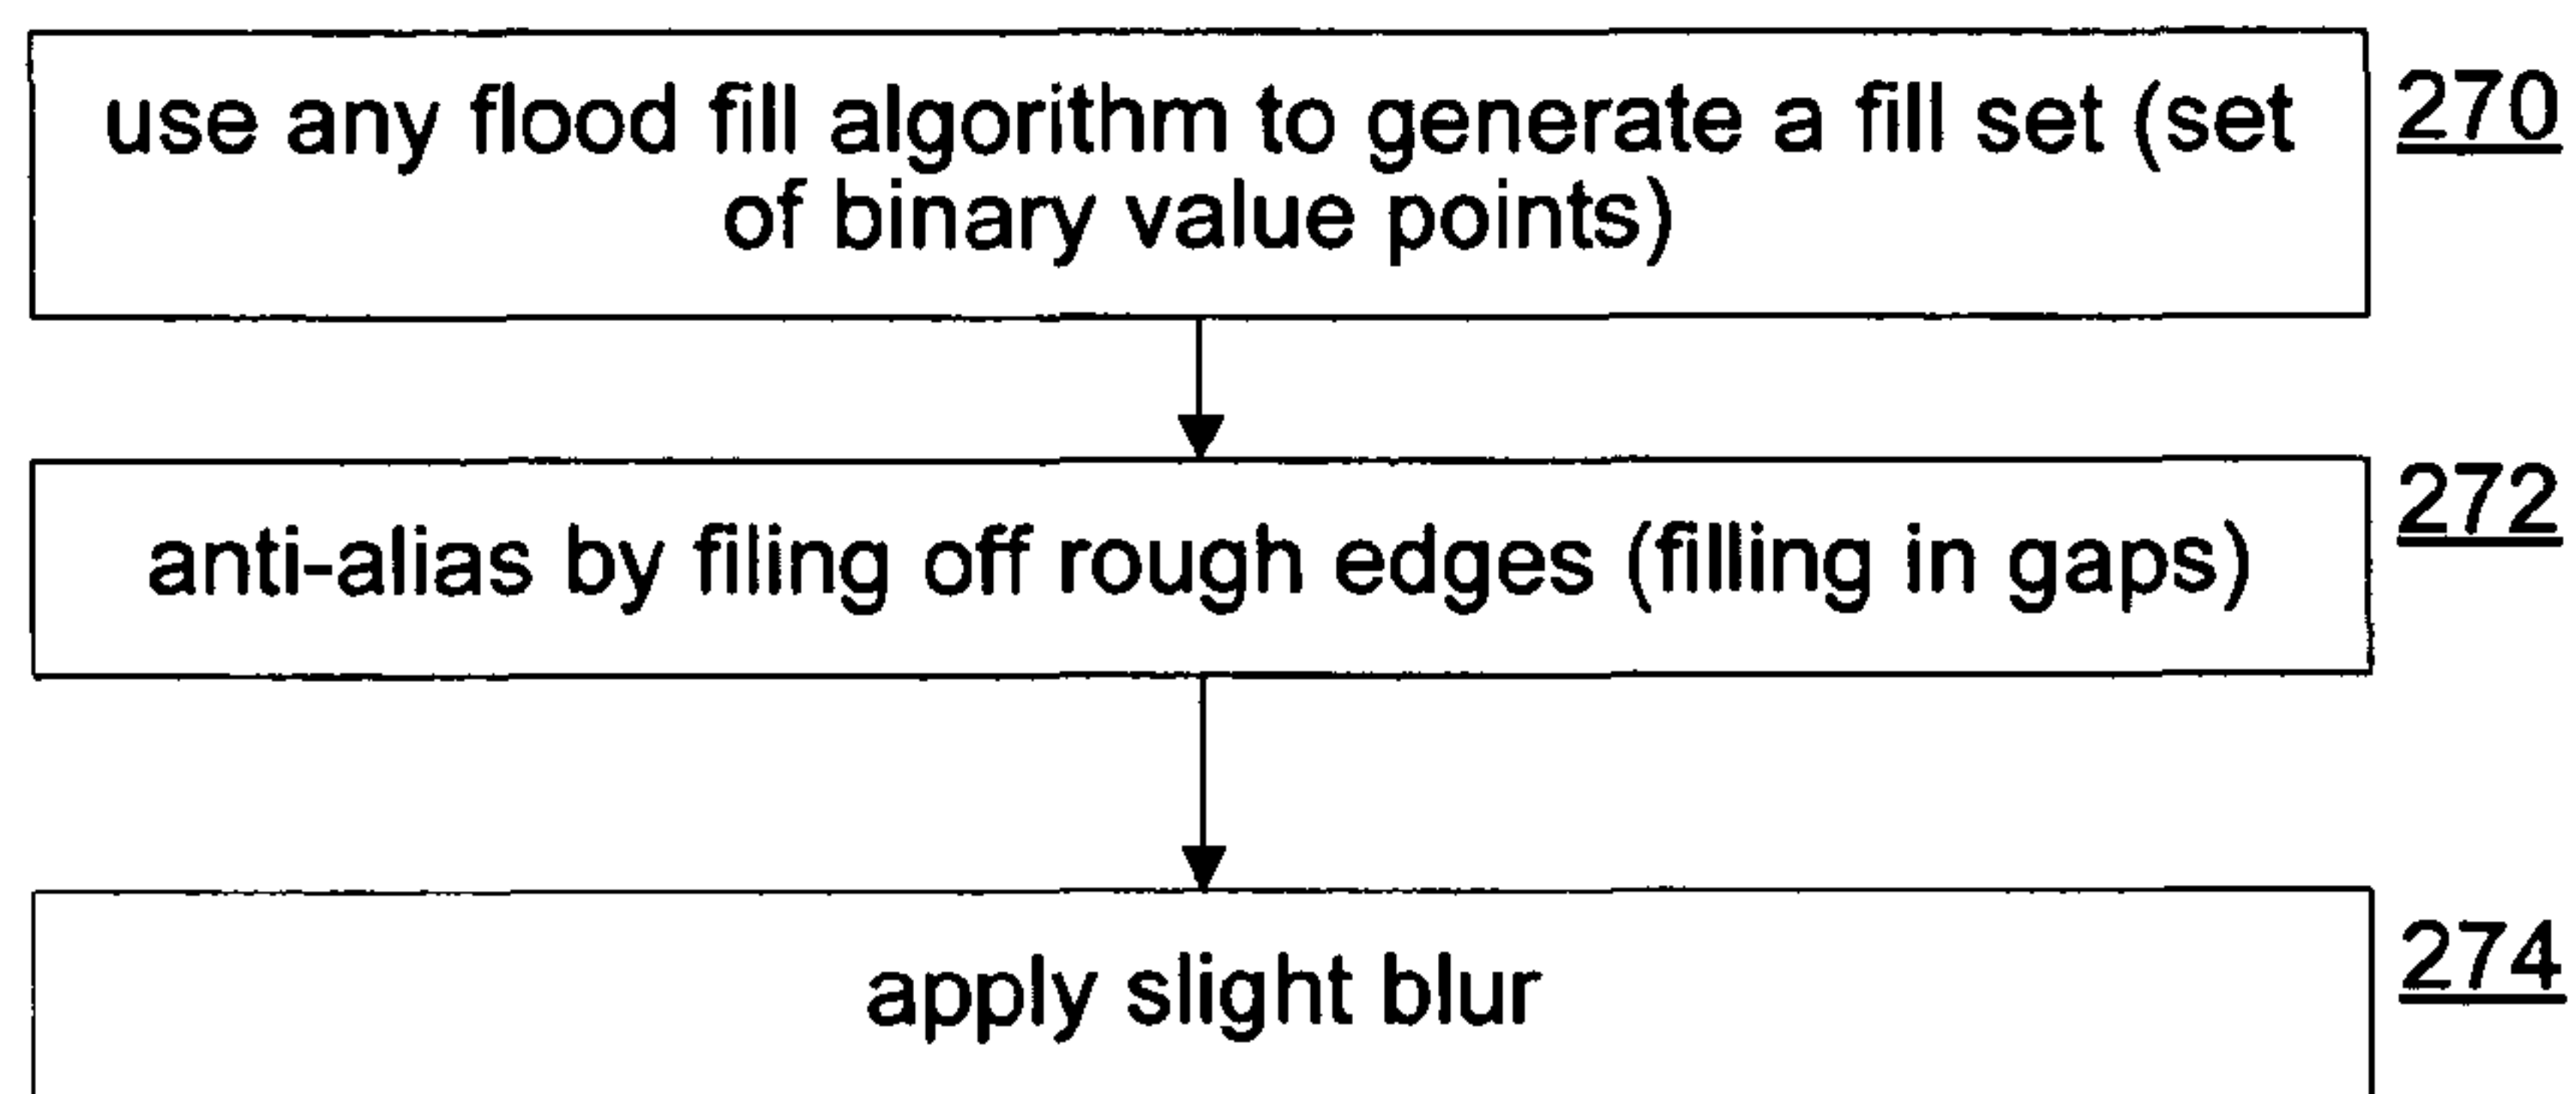 use any flood fill algorithm to generate a fill set (set
270
of binary value points)
anti-alias by filing off rough edges (filling in gaps)
272
apply slight blur
274